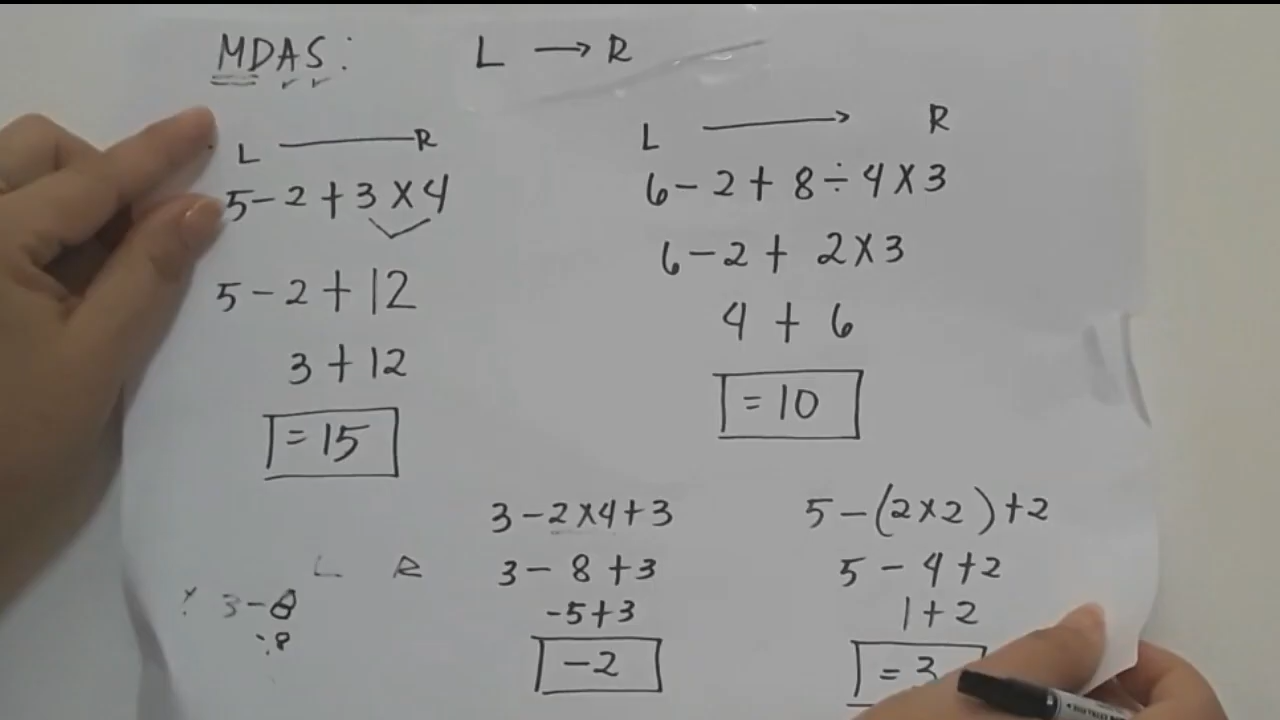 MDAS: L → R
L → R
5 - 2 + 3 × 4
5 - 2 + 12
3 + 12
= 15
L → R
6 - 2 + 8 ÷ 4 × 3
6 - 2 + 2 × 3
4 + 6
= 10
L R
3 - 8
3 - 2 × 4 + 3
3 - 8 + 3
-5 + 3
-2
5 - (2 × 2) + 2
5 - 4 + 2
1 + 2
= 3